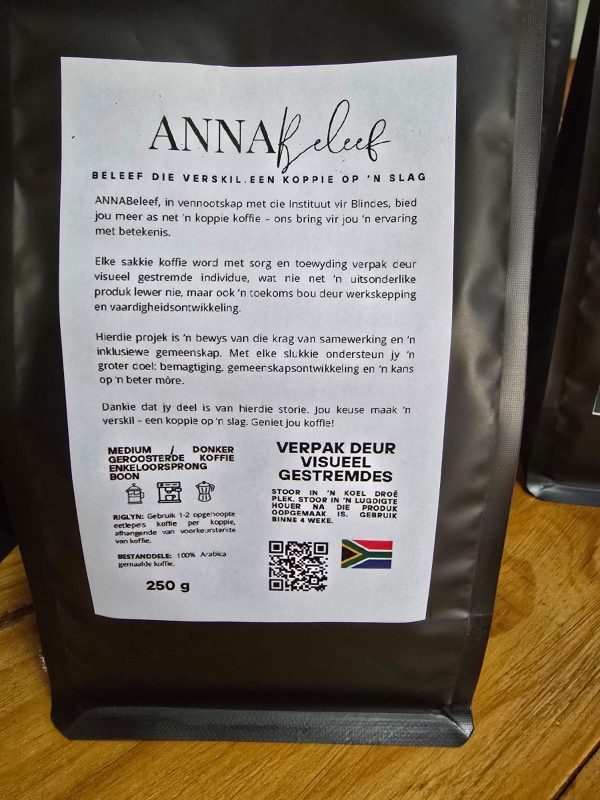 ANNABeleef
BELEEF DIE VERSKIL.EEN KOPPIE OP 'N SLAG
ANNABeleef, in vennootskap met die Instituut vir Blindes, bied
jou meer as net 'n koppie koffie – ons bring vir jou 'n ervaring
met betekenis.
Elke sakkie koffie word met sorg en toewyding verpak deur
visueel gestremde individue, wat nie net 'n uitsonderlike
produk lewer nie, maar ook 'n toekoms bou deur werkskepping
en vaardigheidsontwikkeling.
Hierdie projek is 'n bewys van die krag van samewerking en 'n
inklusiewe gemeenskap. Met elke slukkie ondersteun jy 'n
groter doel: bemagtiging, gemeenskapsontwikkeling en 'n kans
op 'n beter môre.
Dankie dat jy deel is van hierdie storie. Jou keuse maak 'n
verskil – een koppie op 'n slag. Geniet jou koffie!
MEDIUM / DONKER
GEROOSTERDE KOFFIE
ENKELOORSPRONG
BOON
RIGLYN: Gebruik 1-2 opgehoopte
eetlepels koffie per koppie,
afhangende van voorkeursterkte
van koffie.
BESTANDDELE: 100% Arabica
gemaalde koffie.
250 g
VERPAK DEUR
VISUEEL
GESTREMDES
STOOR IN 'N KOEL DROË
PLEK. STOOR IN 'N LUGDIGTE
HOUER NA DIE PRODUK
OOPGEMAAK IS. GEBRUIK
BINNE 4 WEKE.